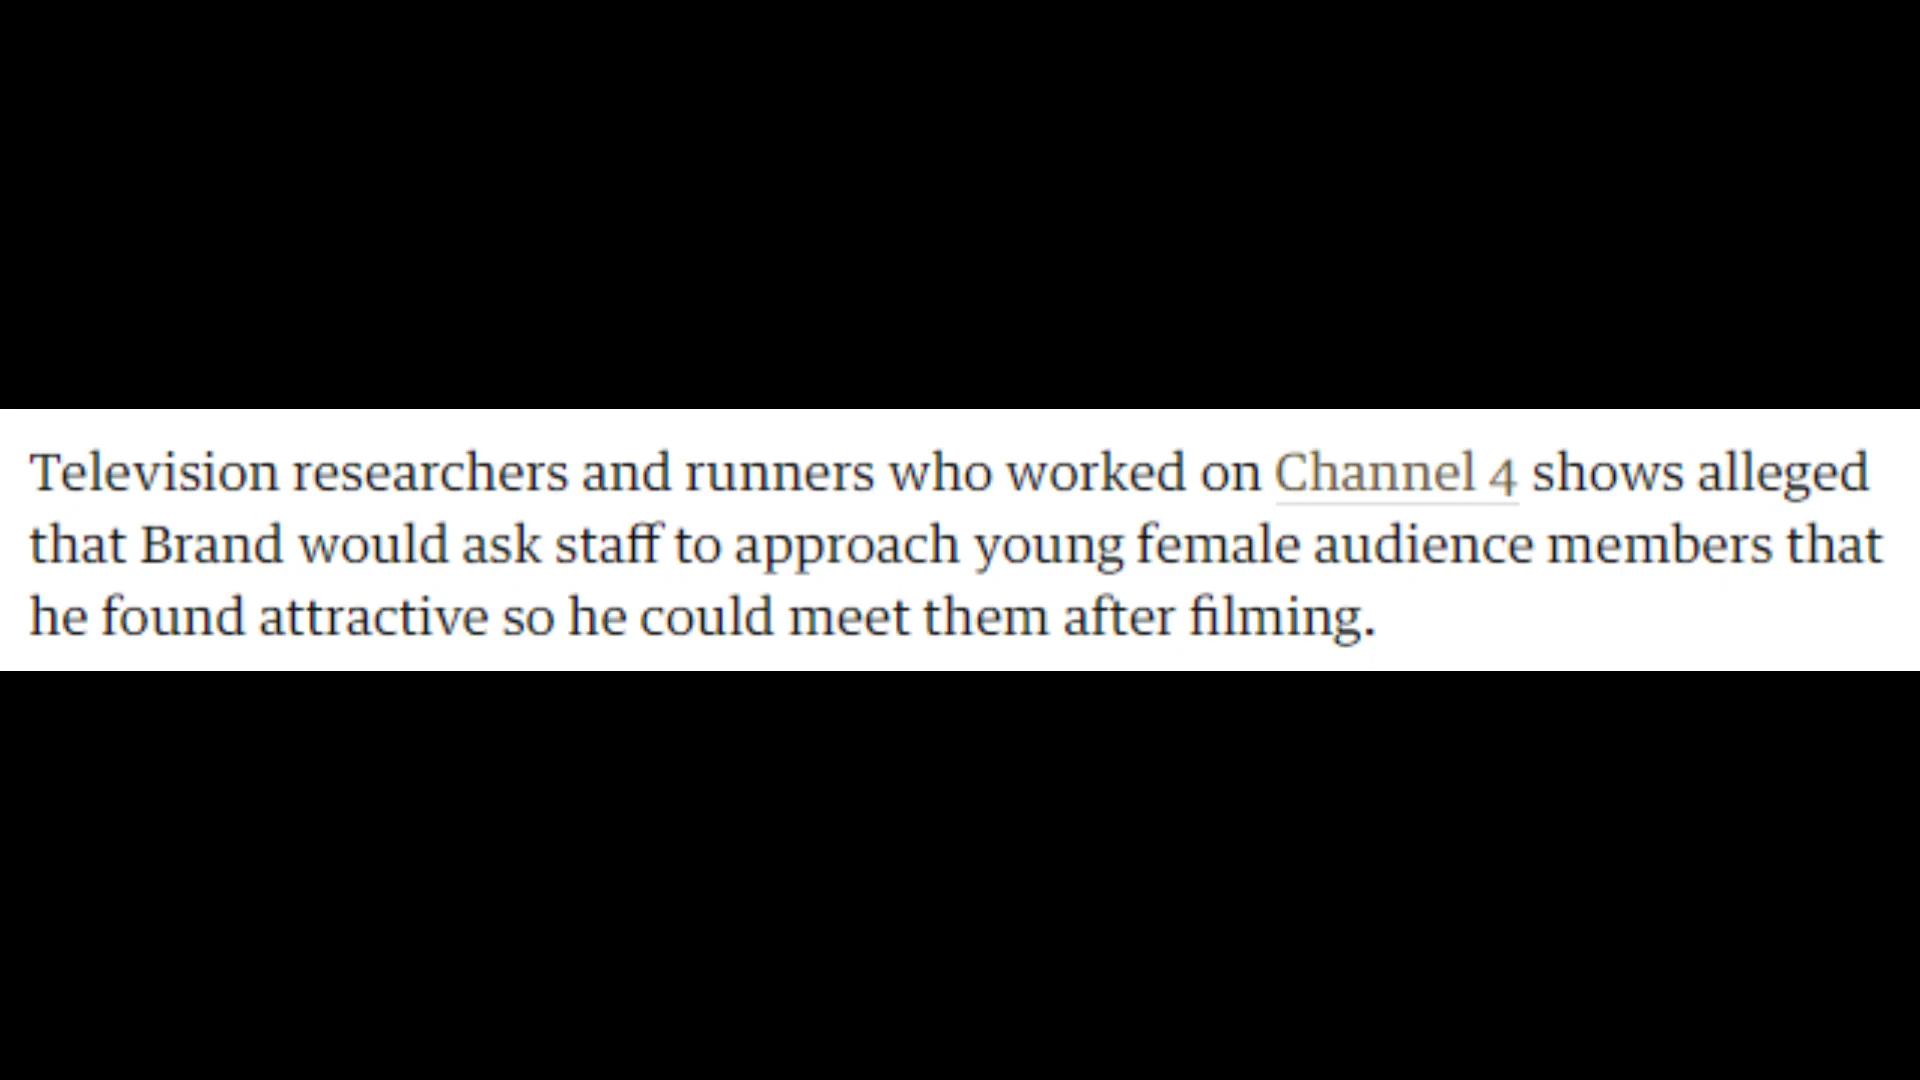 Television researchers and runners who worked on Channel 4 shows alleged
that Brand would ask staff to approach young female audience members that
he found attractive so he could meet them after filming.